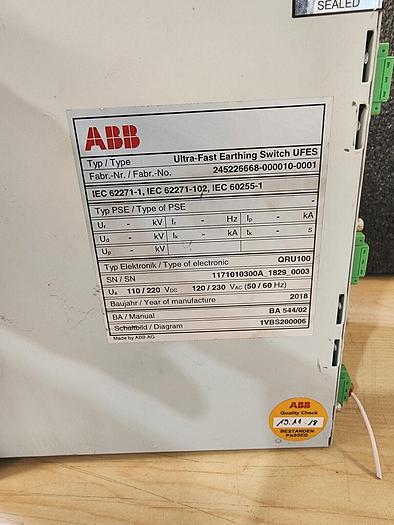 SEALED
ABB
Typ / Type Ultra-Fast Earthing Switch UFES
Fabr.-Nr. / Fabr.-No. 245226668-000010-0001
IEC 62271-1, IEC 62271-102, IEC 60255-1
Typ PSE / Type of PSE -
Ur - kV fr - Hz Ip - kA
Ud - kV Ik - kA tk - s
Up - kV
Typ Elektronik / Type of electronic QRU100
SN / SN 1171010300A_1829_0003
Ua 110 / 220 VDC 120 / 230 VAC (50 / 60 Hz)
Baujahr / Year of manufacture 2018
BA / Manual BA 544/02
Schaltbild / Diagram 1VBS200006
Made by ABB AG
ABB
Quality Check
BESTANDEN
PASSED